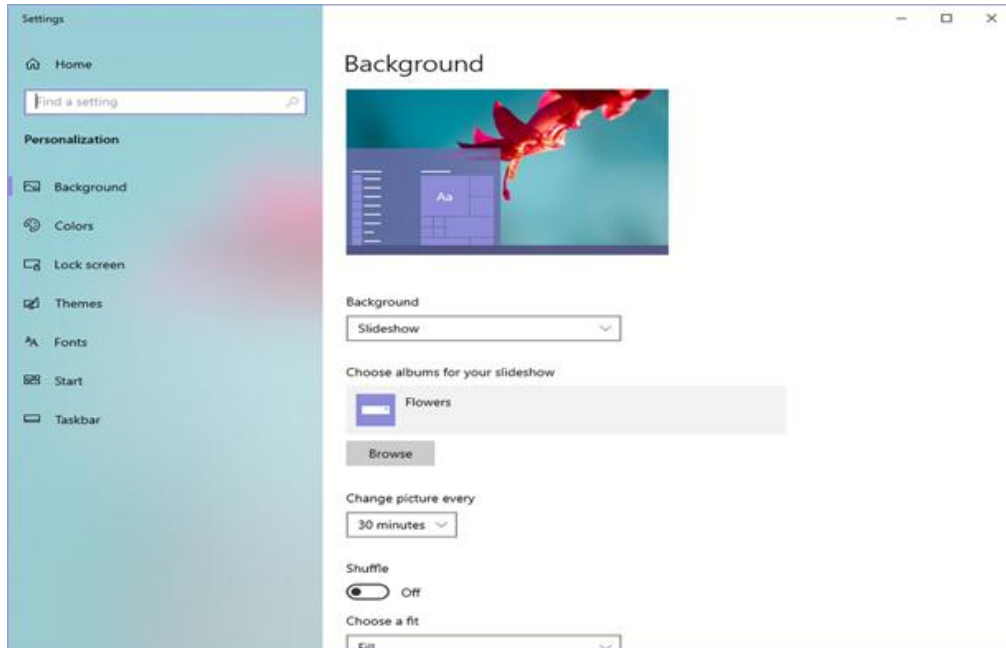 Settings
Home
Find a setting
Personalization
Background
Colors
Lock screen
Themes
Fonts
Start
Taskbar
Background
Aa
Background
Slideshow
Choose albums for your slideshow
Flowers
Browse
Change picture every
30 minutes
Shuffle
Off
Choose a fit
Fill